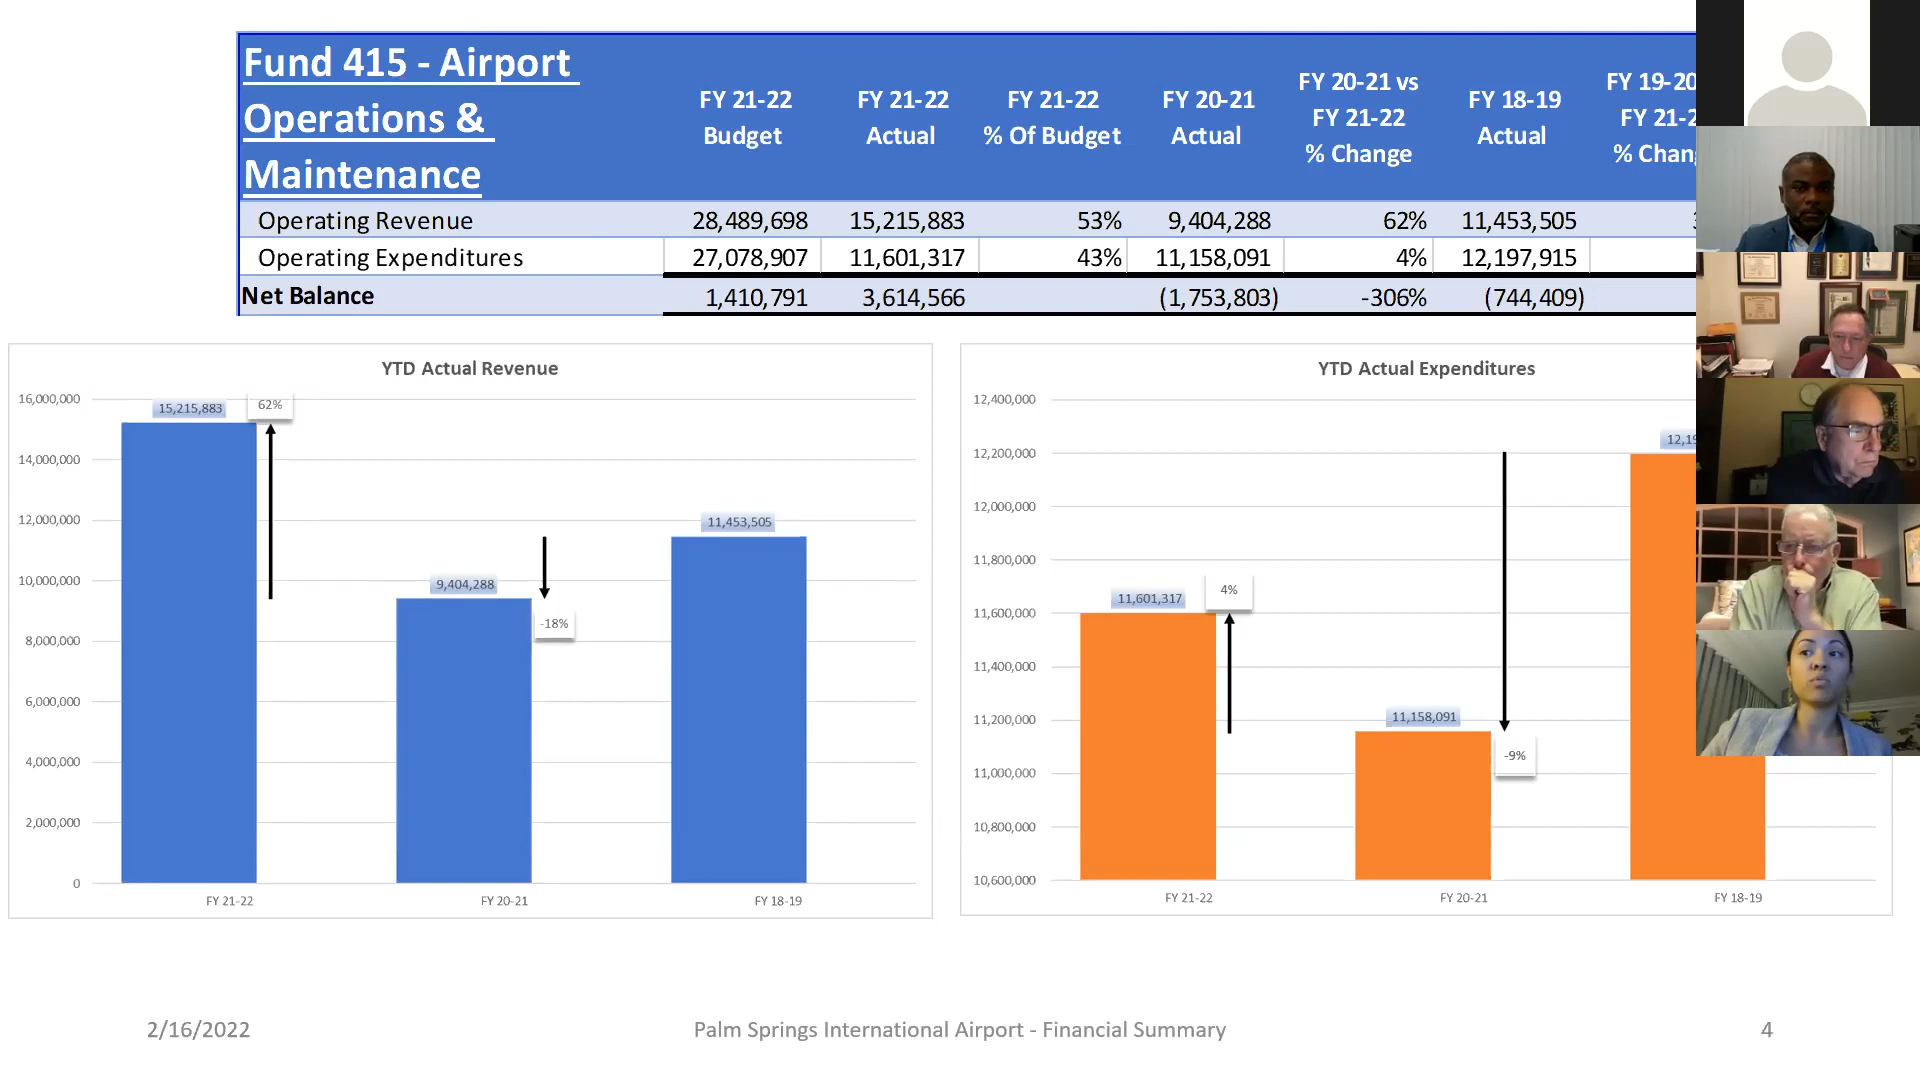 Fund 415 - Airport
Operations &
Maintenance
FY 21-22
Budget
FY 21-22
Actual
FY 21-22
% Of Budget
FY 20-21
Actual
FY 20-21 vs
FY 21-22
% Change
FY 18-19
Actual
FY 19-20
FY 21-2
% Chan
Operating Revenue 28,489,698 15,215,883 53% 9,404,288 62% 11,453,505
Operating Expenditures 27,078,907 11,601,317 43% 11,158,091 4% 12,197,915
Net Balance 1,410,791 3,614,566 (1,753,803) -306% (744,409)
YTD Actual Revenue
16,000,000
14,000,000
12,000,000
10,000,000
8,000,000
6,000,000
4,000,000
2,000,000
0
15,215,883
62%
9,404,288
-18%
11,453,505
FY 21-22
FY 20-21
FY 18-19
YTD Actual Expenditures
12,400,000
12,200,000
12,000,000
11,800,000
11,600,000
11,400,000
11,200,000
11,000,000
10,800,000
10,600,000
11,601,317
4%
11,158,091
-9%
12,19
FY 21-22
FY 20-21
FY 18-19
2/16/2022
Palm Springs International Airport - Financial Summary
4